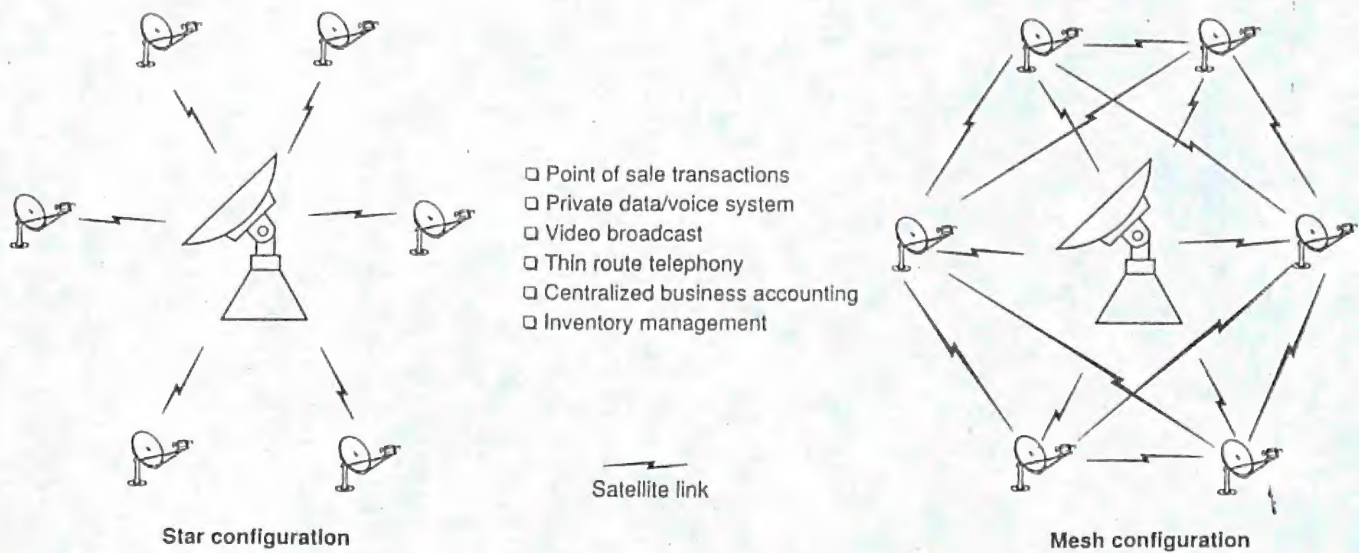 ❑ Point of sale transactions
❑ Private data/voice system
❑ Video broadcast
❑ Thin route telephony
❑ Centralized business accounting
❑ Inventory management
Satellite link
Star configuration
Mesh configuration